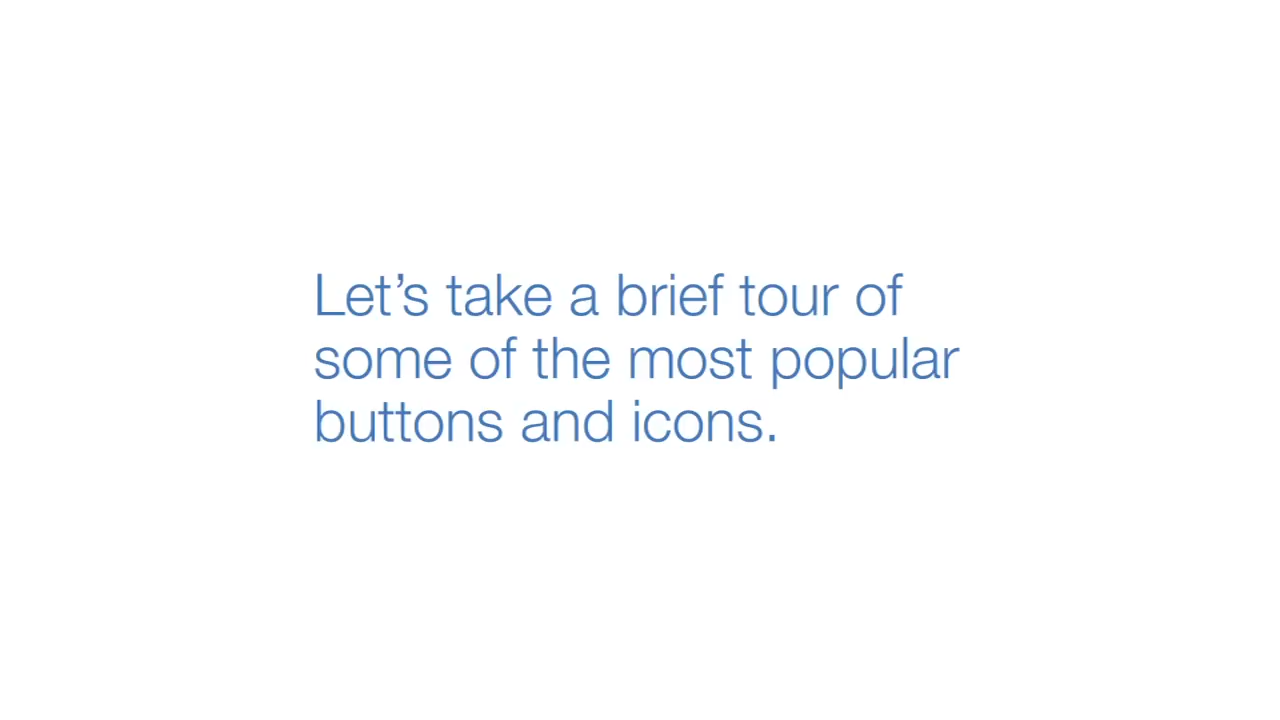 Let’s take a brief tour of
some of the most popular
buttons and icons.